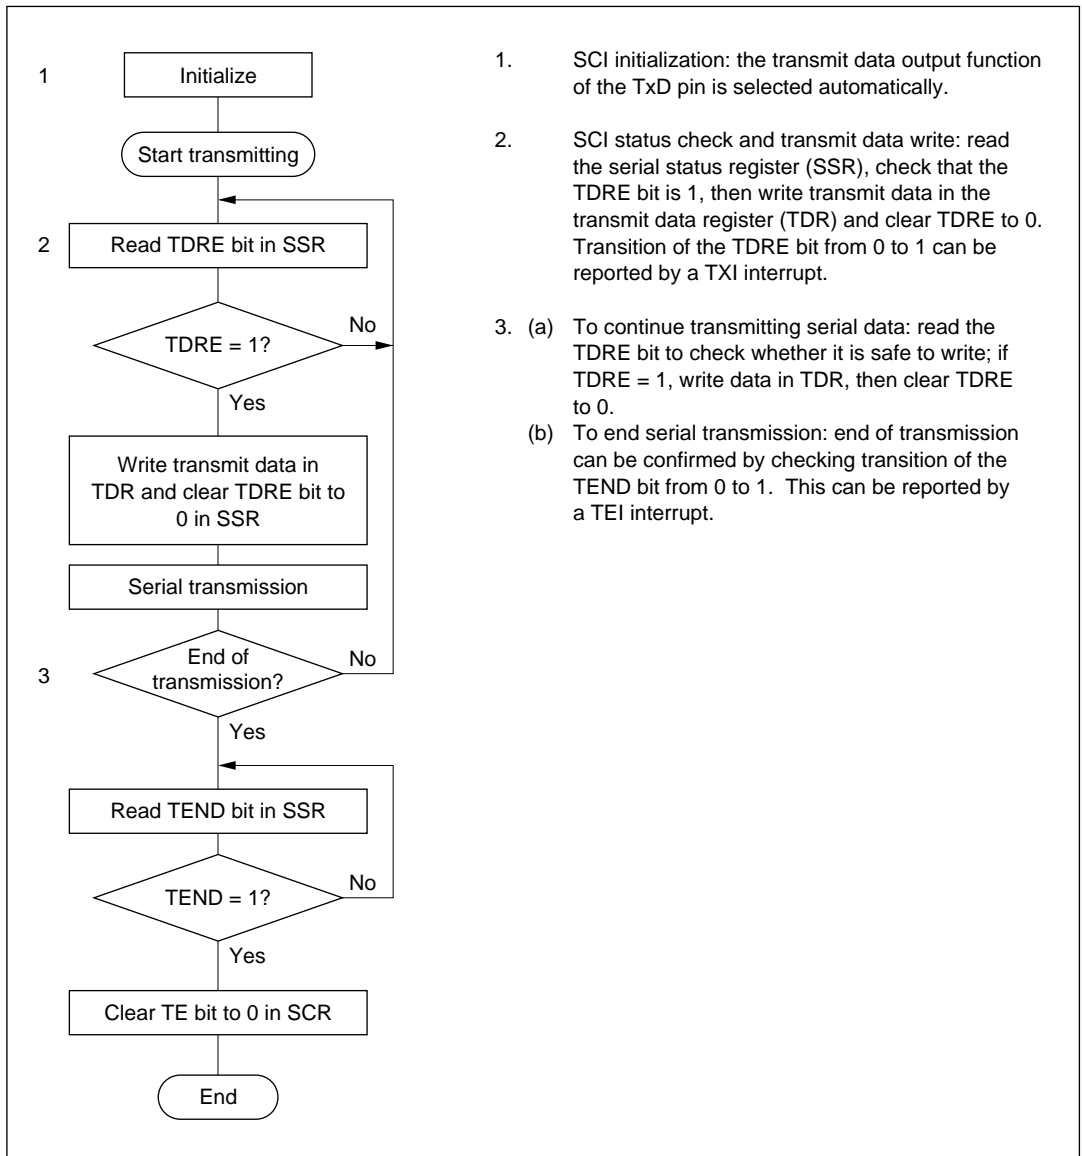 1
Initialize
Start transmitting
2
Read TDRE bit in SSR
TDRE = 1?
No
Yes
Write transmit data in
TDR and clear TDRE bit to
0 in SSR
Serial transmission
3
End of
transmission?
No
Yes
Read TEND bit in SSR
TEND = 1?
No
Yes
Clear TE bit to 0 in SCR
End
1. SCI initialization: the transmit data output function
of the TxD pin is selected automatically.
2. SCI status check and transmit data write: read
the serial status register (SSR), check that the
TDRE bit is 1, then write transmit data in the
transmit data register (TDR) and clear TDRE to 0.
Transition of the TDRE bit from 0 to 1 can be
reported by a TXI interrupt.
3. (a) To continue transmitting serial data: read the
TDRE bit to check whether it is safe to write; if
TDRE = 1, write data in TDR, then clear TDRE
to 0.
(b) To end serial transmission: end of transmission
can be confirmed by checking transition of the
TEND bit from 0 to 1. This can be reported by
a TEI interrupt.